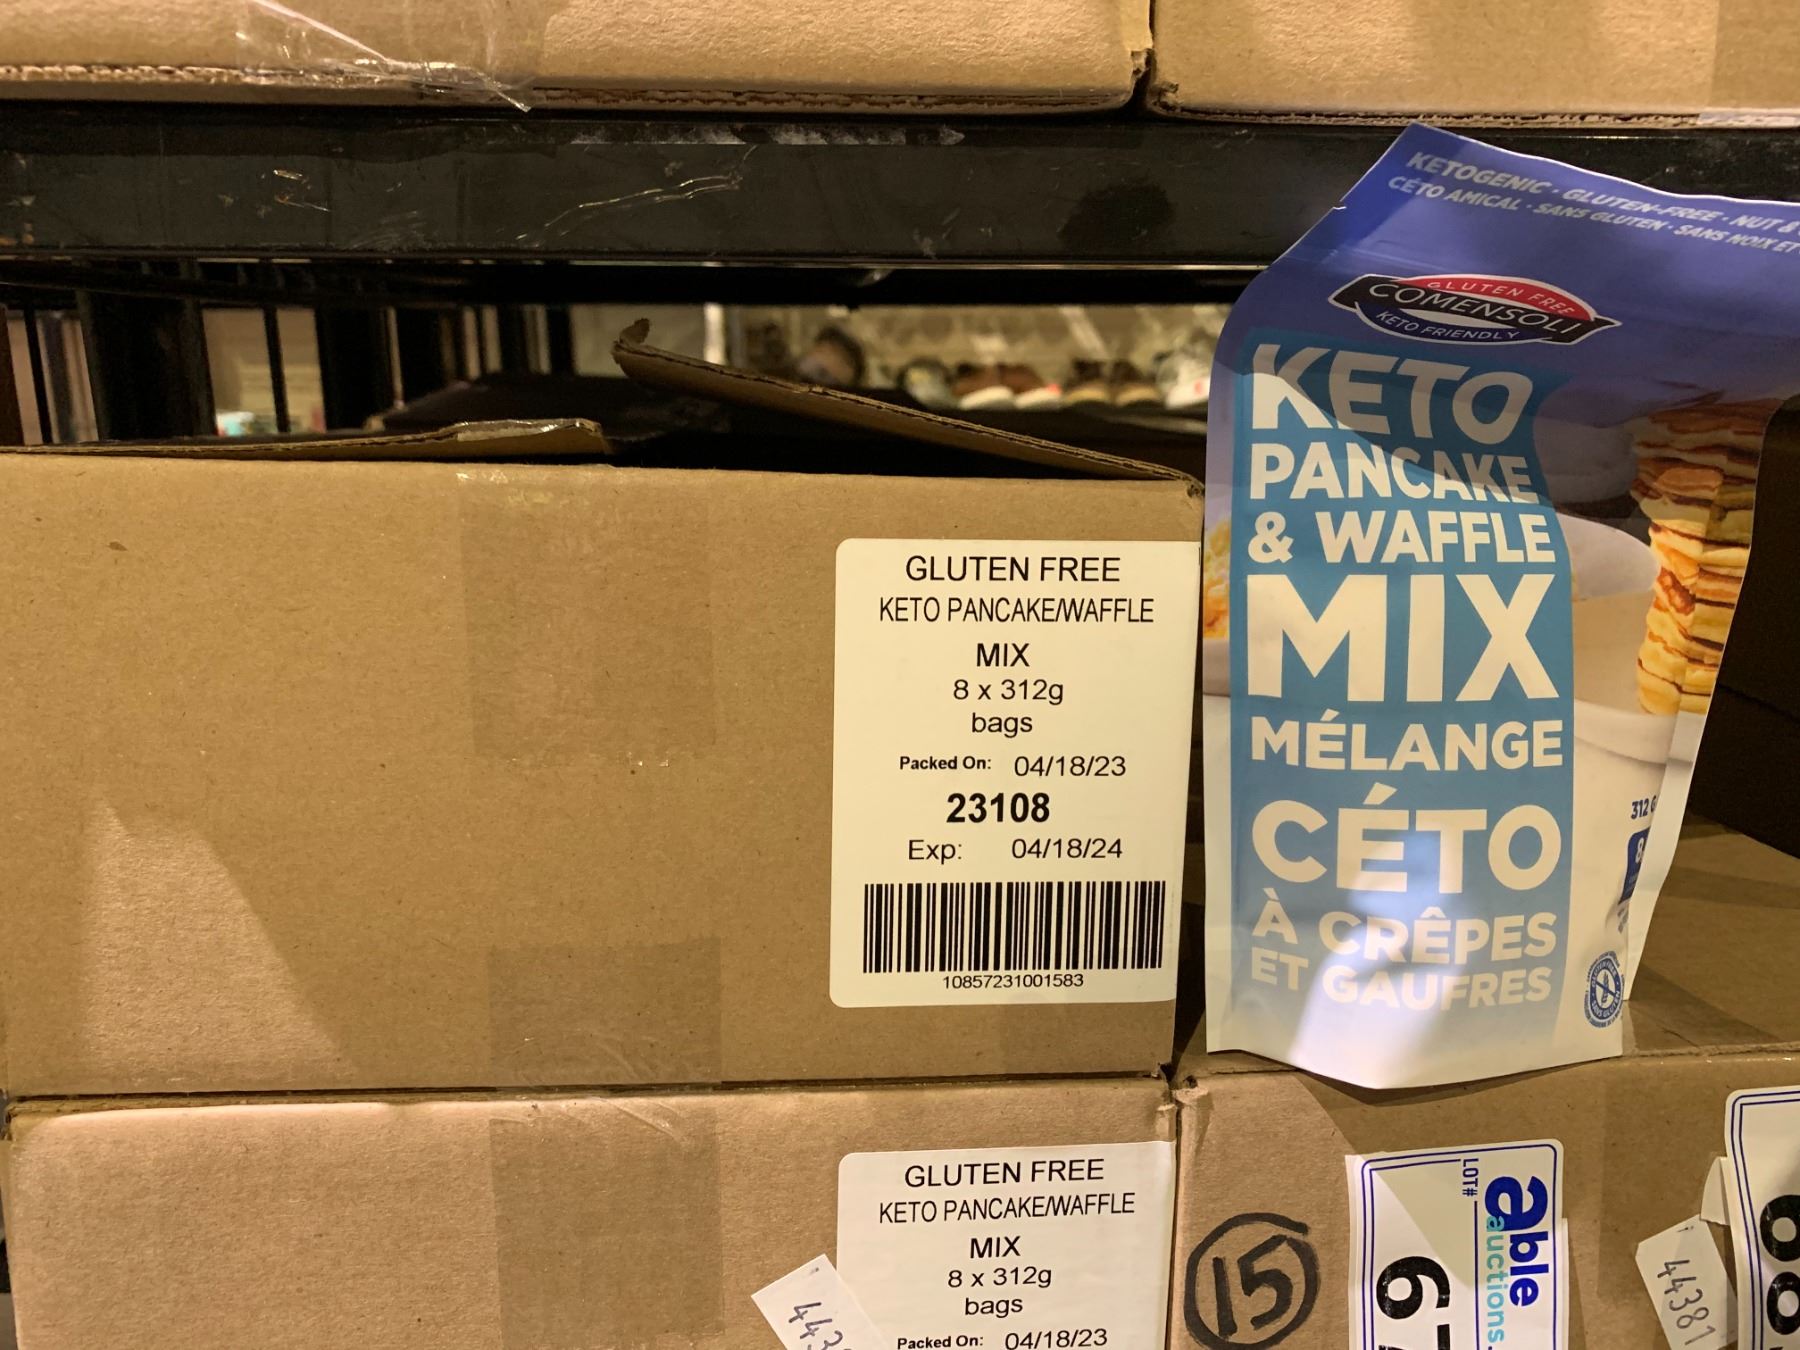 GLUTEN FREE
KETO PANCAKE/WAFFLE
MIX
8 x 312g
bags
Packed On: 04/18/23
23108
Exp: 04/18/24
10857231001583
KETOGENIC · GLUTEN-FREE · NUT &
CÉTO AMICAL · SANS GLUTEN · SANS NOIX ET
GLUTEN FREE
COMENSOLI
KETO FRIENDLY
KETO
PANCAKE
& WAFFLE
MIX
MÉLANGE
CÉTO
À CRÊPES
ET GAUFRES
312 G
GLUTEN FREE
KETO PANCAKE/WAFFLE
MIX
8 x 312g
bags
Packed On: 04/18/23
15
LOT#
able
auctions.
44381